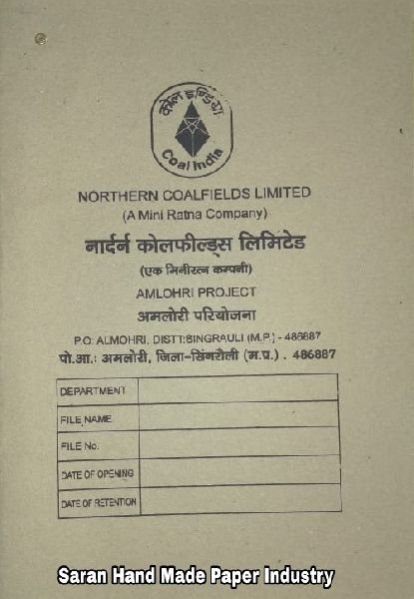 कोल इण्डिया
Coal India
NORTHERN COALFIELDS LIMITED
(A Mini Ratna Company)
नार्दर्न कोलफील्ड्स लिमिटेड
(एक मिनीरत्न कम्पनी)
AMLOHRI PROJECT
अमलोरी परियोजना
P.O. ALMOHRI, DISTT:SINGRAULI (M.P.) - 486887
पो.आ.: अमलोरी, जिला-सिंगरौली (म.प्र.) . 486887
DEPARTMENT
FILE NAME
FILE No.
DATE OF OPENING
DATE OF RETENTION
Saran Hand Made Paper Industry